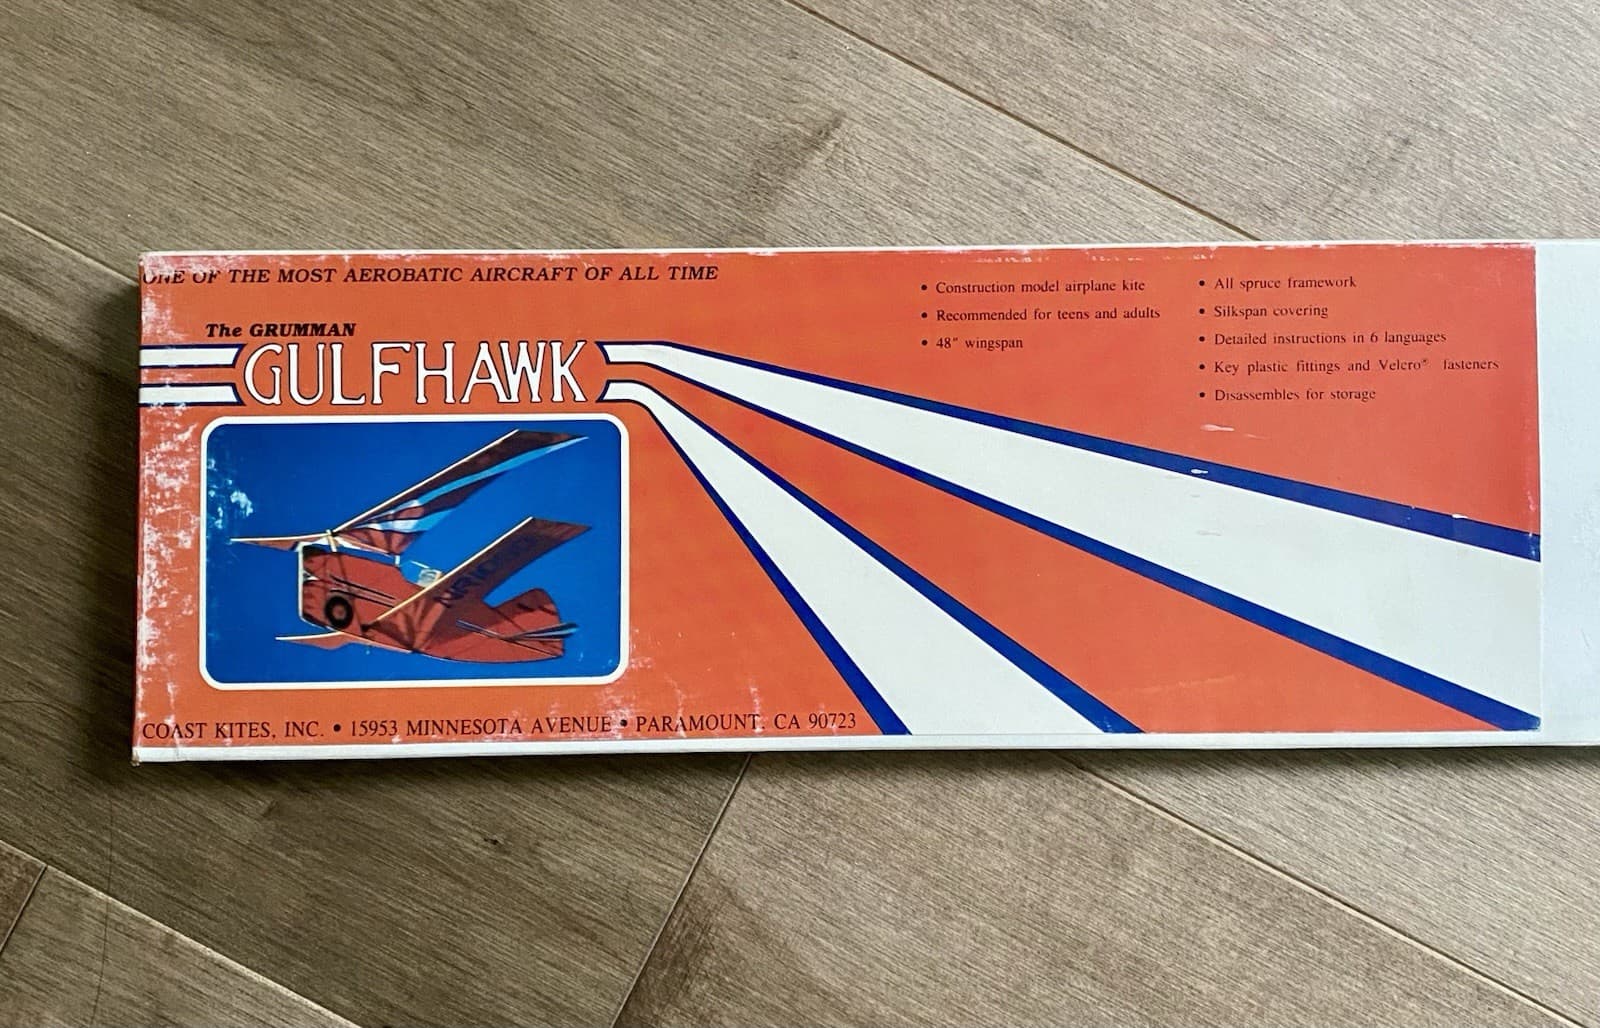 ONE OF THE MOST AEROBATIC AIRCRAFT OF ALL TIME
The GRUMMAN
GULFHAWK
• Construction model airplane kite
• Recommended for teens and adults
• 48" wingspan
• All spruce framework
• Silkspan covering
• Detailed instructions in 6 languages
• Key plastic fittings and Velcro® fasteners
• Disassembles for storage
COAST KITES, INC. • 15953 MINNESOTA AVENUE • PARAMOUNT, CA 90723